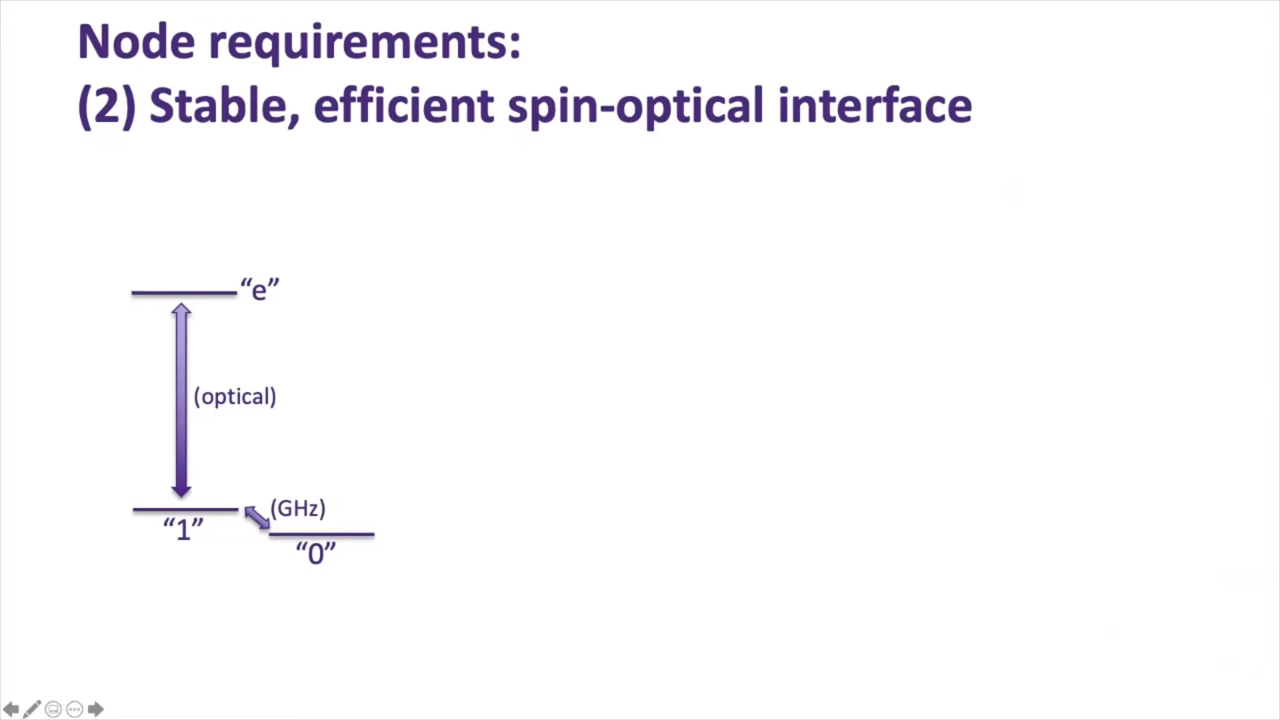 Node requirements:
(2) Stable, efficient spin-optical interface
“e”
(optical)
“1”
(GHz)
“0”